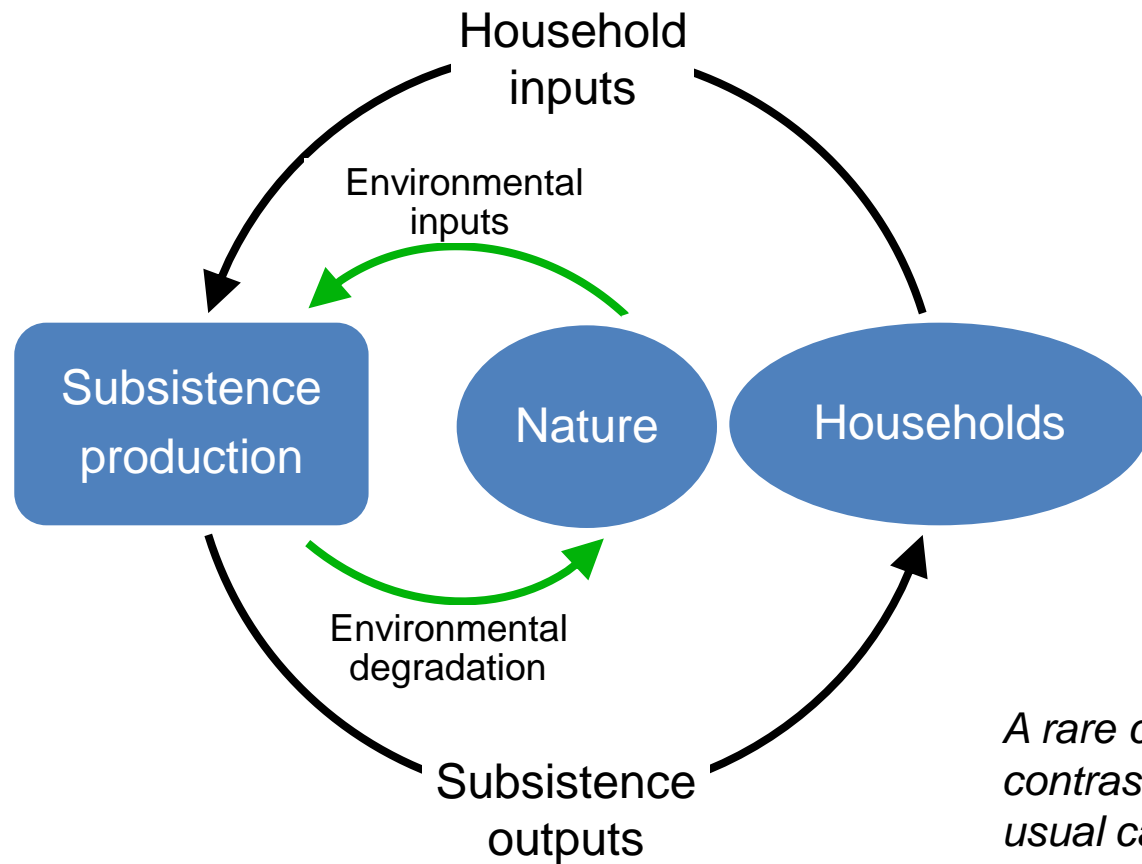 Household
inputs
Environmental
inputs
Subsistence
production
Nature
Households
Environmental
degradation
Subsistence
outputs
A rare
contras
usual ca